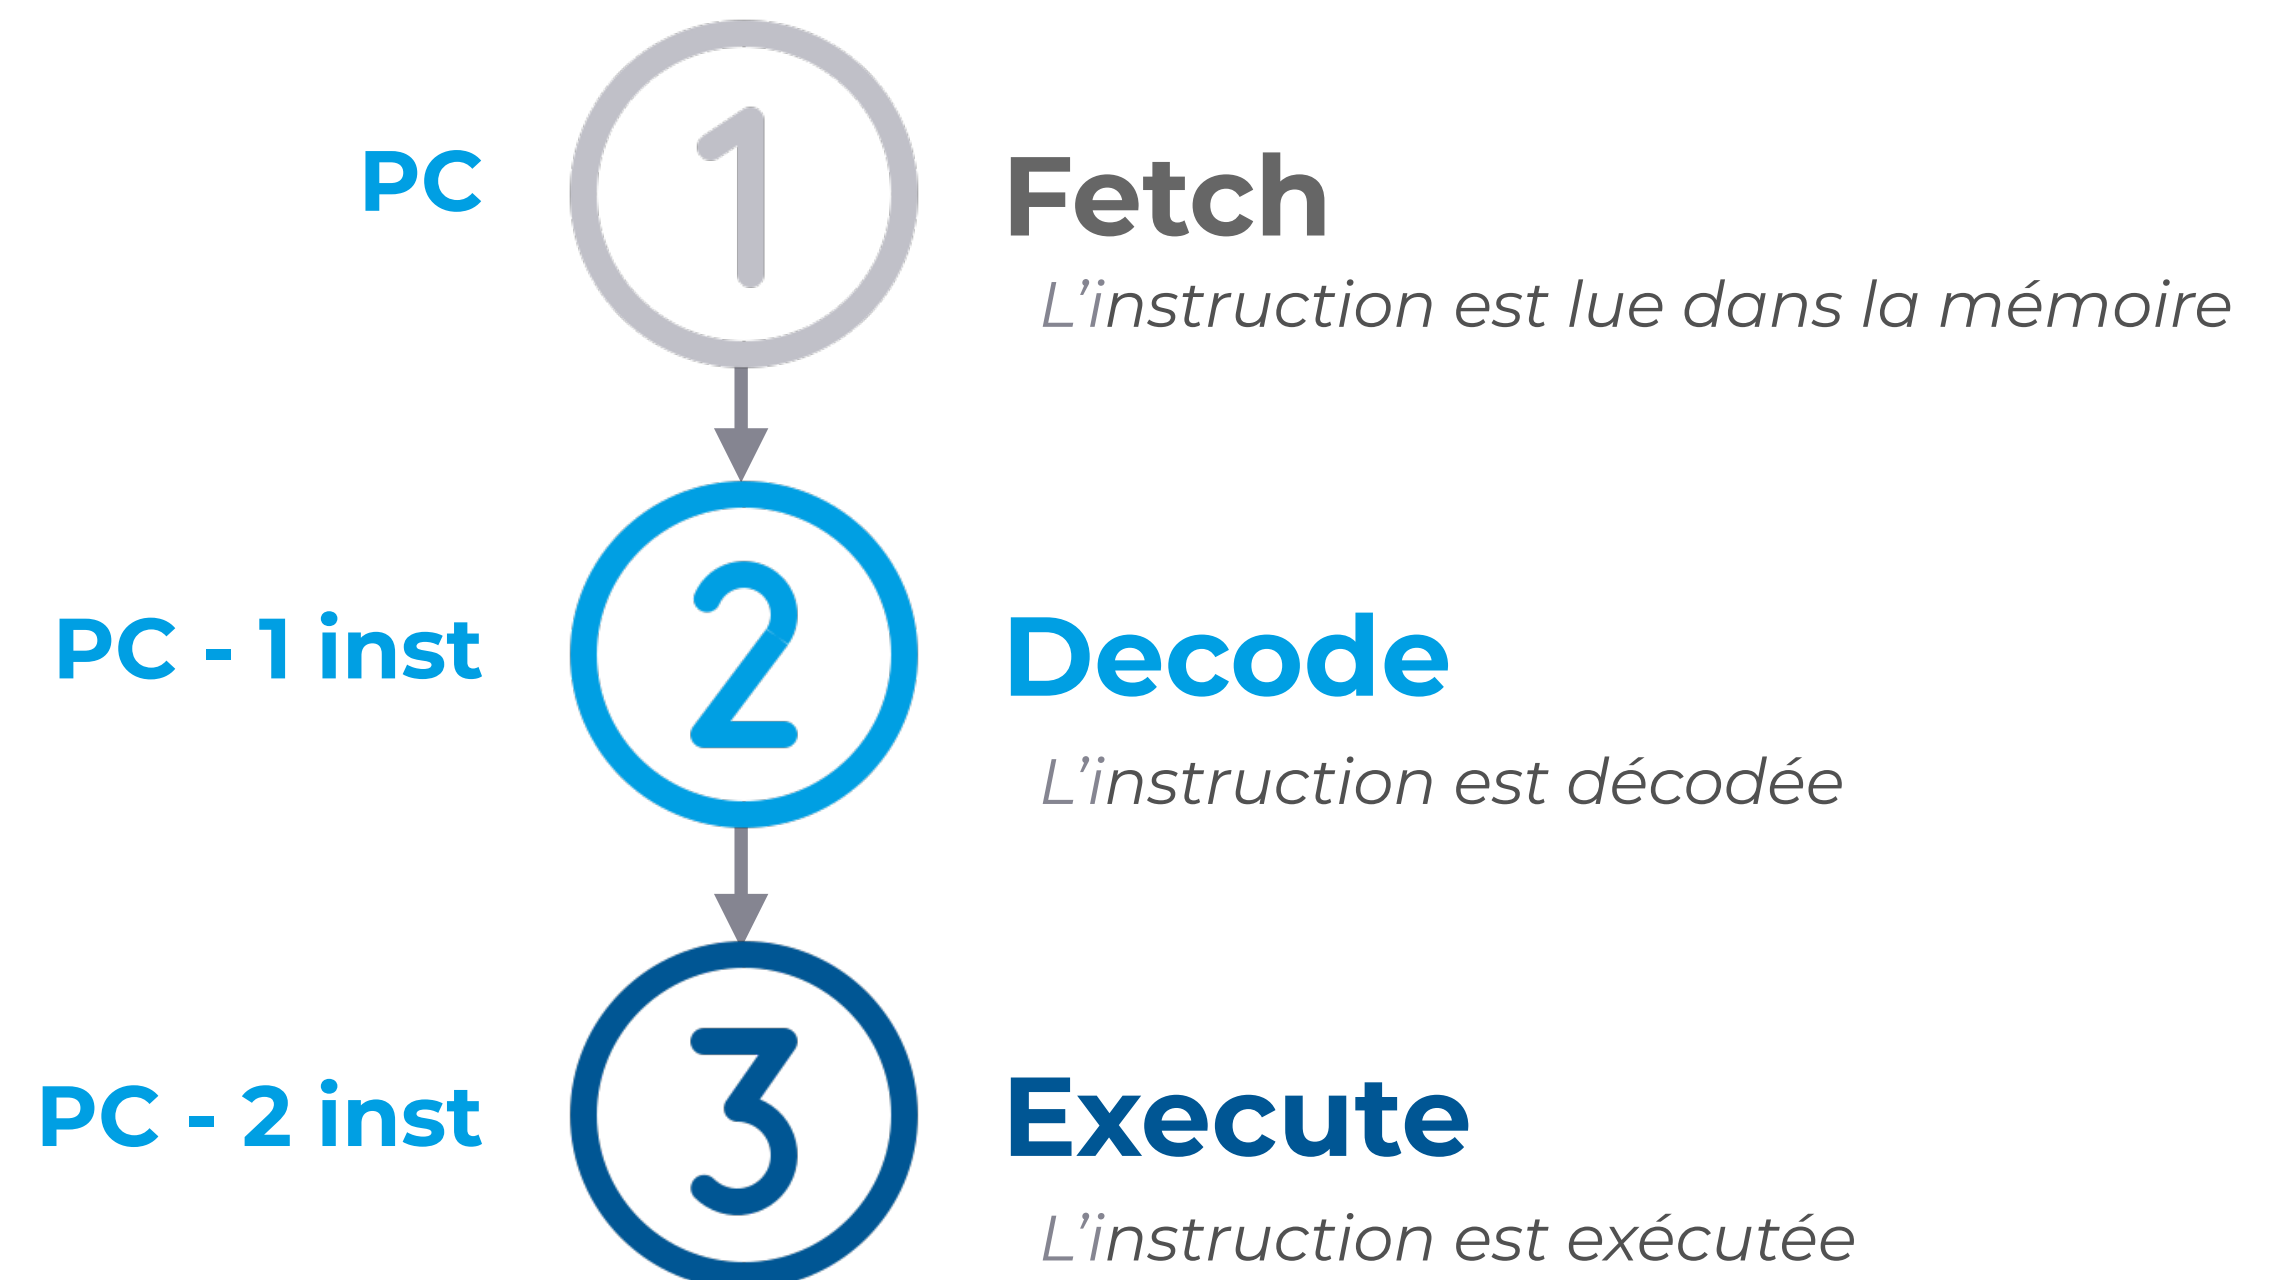 PC
1
Fetch
L’instruction est lue dans la mémoire
PC - 1 inst
2
Decode
L’instruction est décodée
PC - 2 inst
3
Execute
L’instruction est exécutée